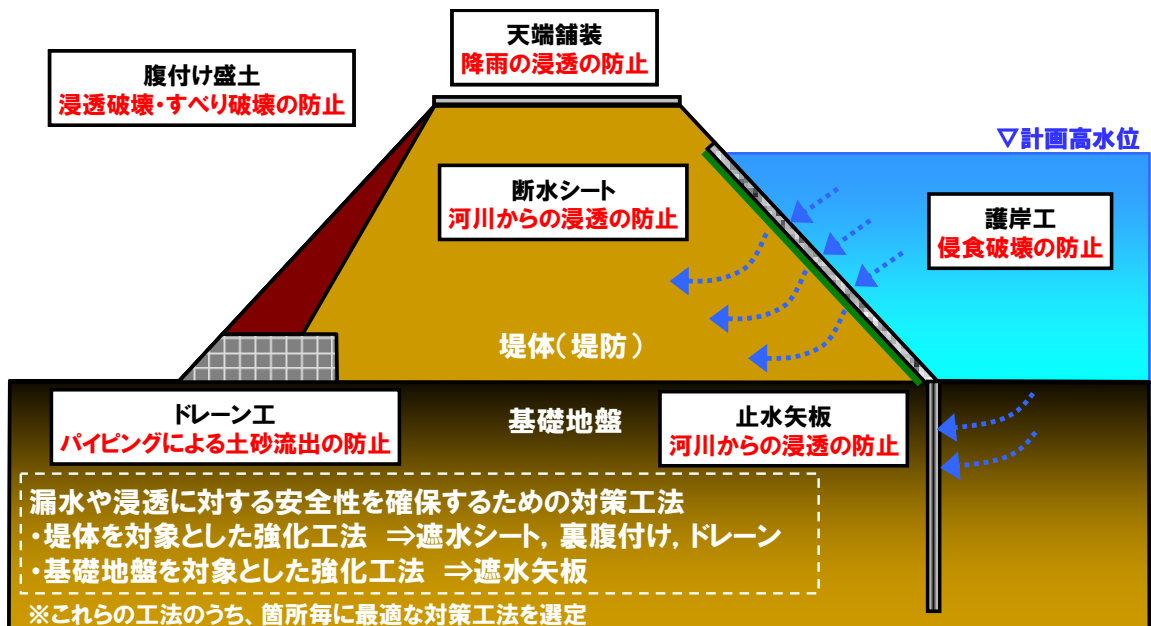 天端舗装
降雨の浸透の防止
腹付け盛土
浸透破壊・すべり破壊の防止
▽計画高水位
断水シート
河川からの浸透の防止
護岸工
侵食破壊の防止
堤体(堤防)
ドレーン工
パイピングによる土砂流出の防止
基礎地盤
止水矢板
河川からの浸透の防止
漏水や浸透に対する安全性を確保するための対策工法
・堤体を対象とした強化工法 ⇒遮水シート, 裏腹付け, ドレーン
・基礎地盤を対象とした強化工法 ⇒遮水矢板
※これらの工法のうち、箇所毎に最適な対策工法を選定